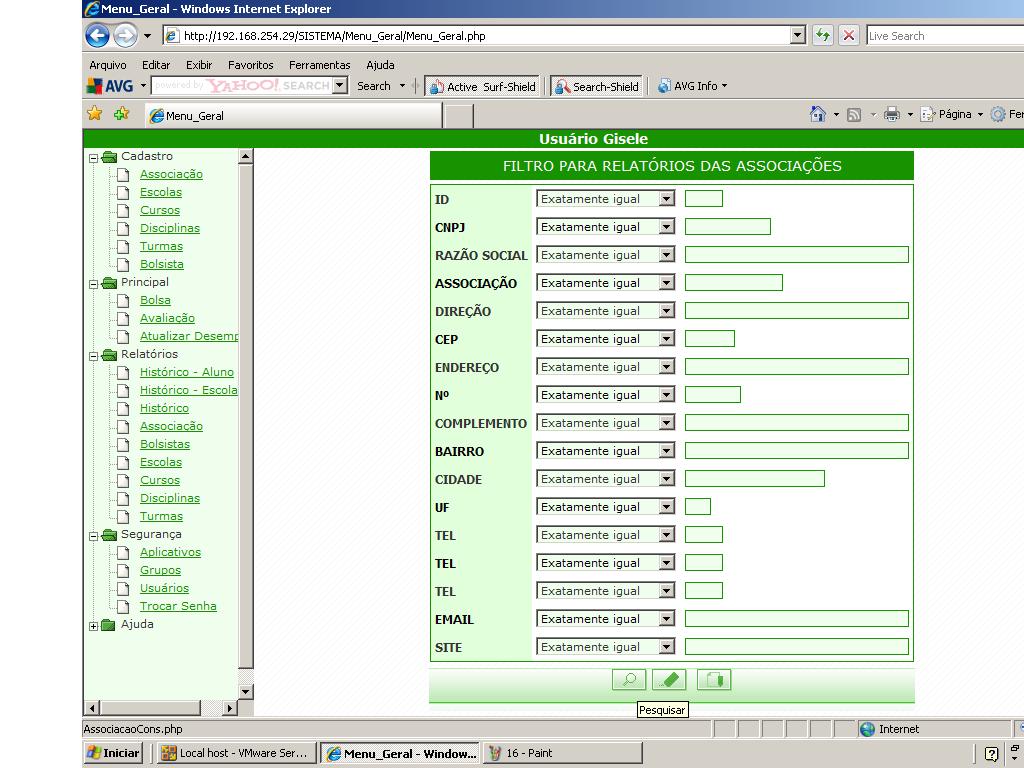 Menu_Geral - Windows Internet Explorer
http://192.168.254.29/SISTEMA/Menu_Geral/Menu_Geral.php
Live Search
Arquivo Editar Exibir Favoritos Ferramentas Ajuda
AVG powered by YAHOO! SEARCH Search Active Surf-Shield Search-Shield AVG Info
Menu_Geral Página Fer
Usuário Gisele
Cadastro
Associação
Escolas
Cursos
Disciplinas
Turmas
Bolsista
Principal
Bolsa
Avaliação
Atualizar Desemp
Relatórios
Histórico - Aluno
Histórico - Escola
Histórico
Associação
Bolsistas
Escolas
Cursos
Disciplinas
Turmas
Segurança
Aplicativos
Grupos
Usuários
Trocar Senha
Ajuda
FILTRO PARA RELATÓRIOS DAS ASSOCIAÇÕES
ID Exatamente igual
CNPJ Exatamente igual
RAZÃO SOCIAL Exatamente igual
ASSOCIAÇÃO Exatamente igual
DIREÇÃO Exatamente igual
CEP Exatamente igual
ENDEREÇO Exatamente igual
Nº Exatamente igual
COMPLEMENTO Exatamente igual
BAIRRO Exatamente igual
CIDADE Exatamente igual
UF Exatamente igual
TEL Exatamente igual
TEL Exatamente igual
TEL Exatamente igual
EMAIL Exatamente igual
SITE Exatamente igual
Pesquisar
AssociacaoCons.php Internet
Iniciar Local host - VMware Ser... Menu_Geral - Window... 16 - Paint